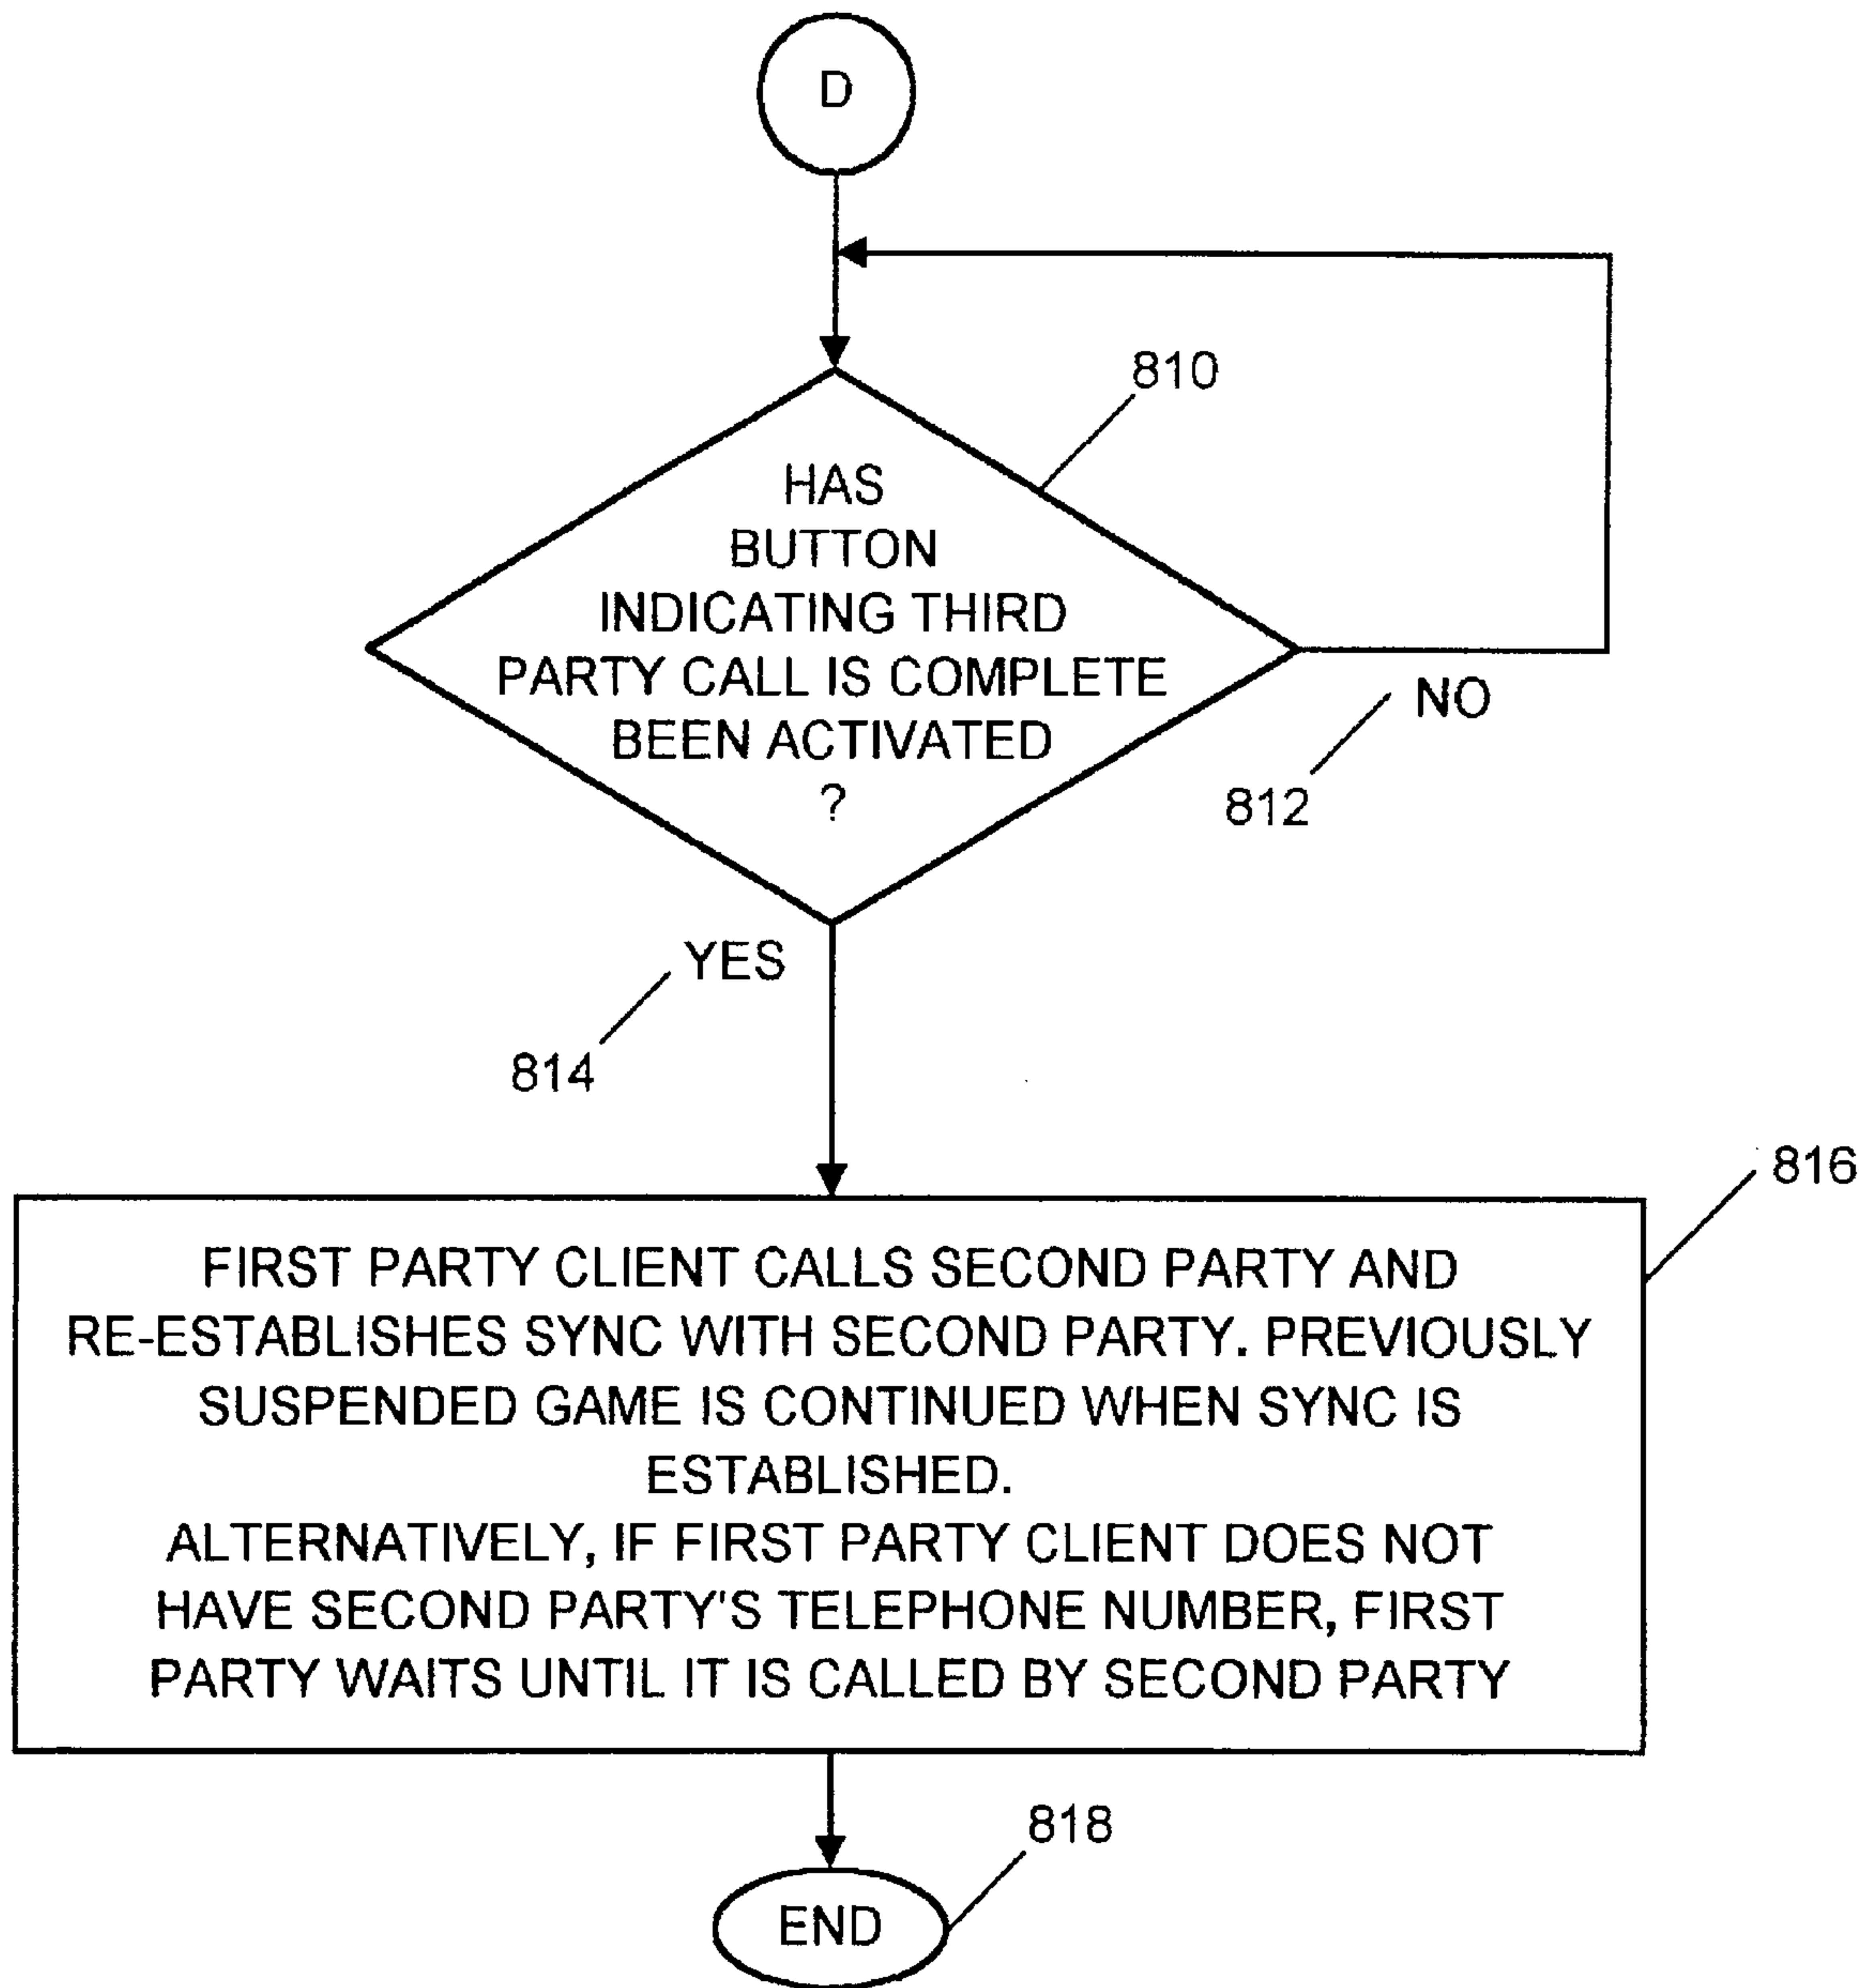 D
810
HAS
BUTTON
INDICATING THIRD
PARTY CALL IS COMPLETE
BEEN ACTIVATED
?
NO
812
YES
814
816
FIRST PARTY CLIENT CALLS SECOND PARTY AND
RE-ESTABLISHES SYNC WITH SECOND PARTY. PREVIOUSLY
SUSPENDED GAME IS CONTINUED WHEN SYNC IS
ESTABLISHED.
ALTERNATIVELY, IF FIRST PARTY CLIENT DOES NOT
HAVE SECOND PARTY'S TELEPHONE NUMBER, FIRST
PARTY WAITS UNTIL IT IS CALLED BY SECOND PARTY
818
END